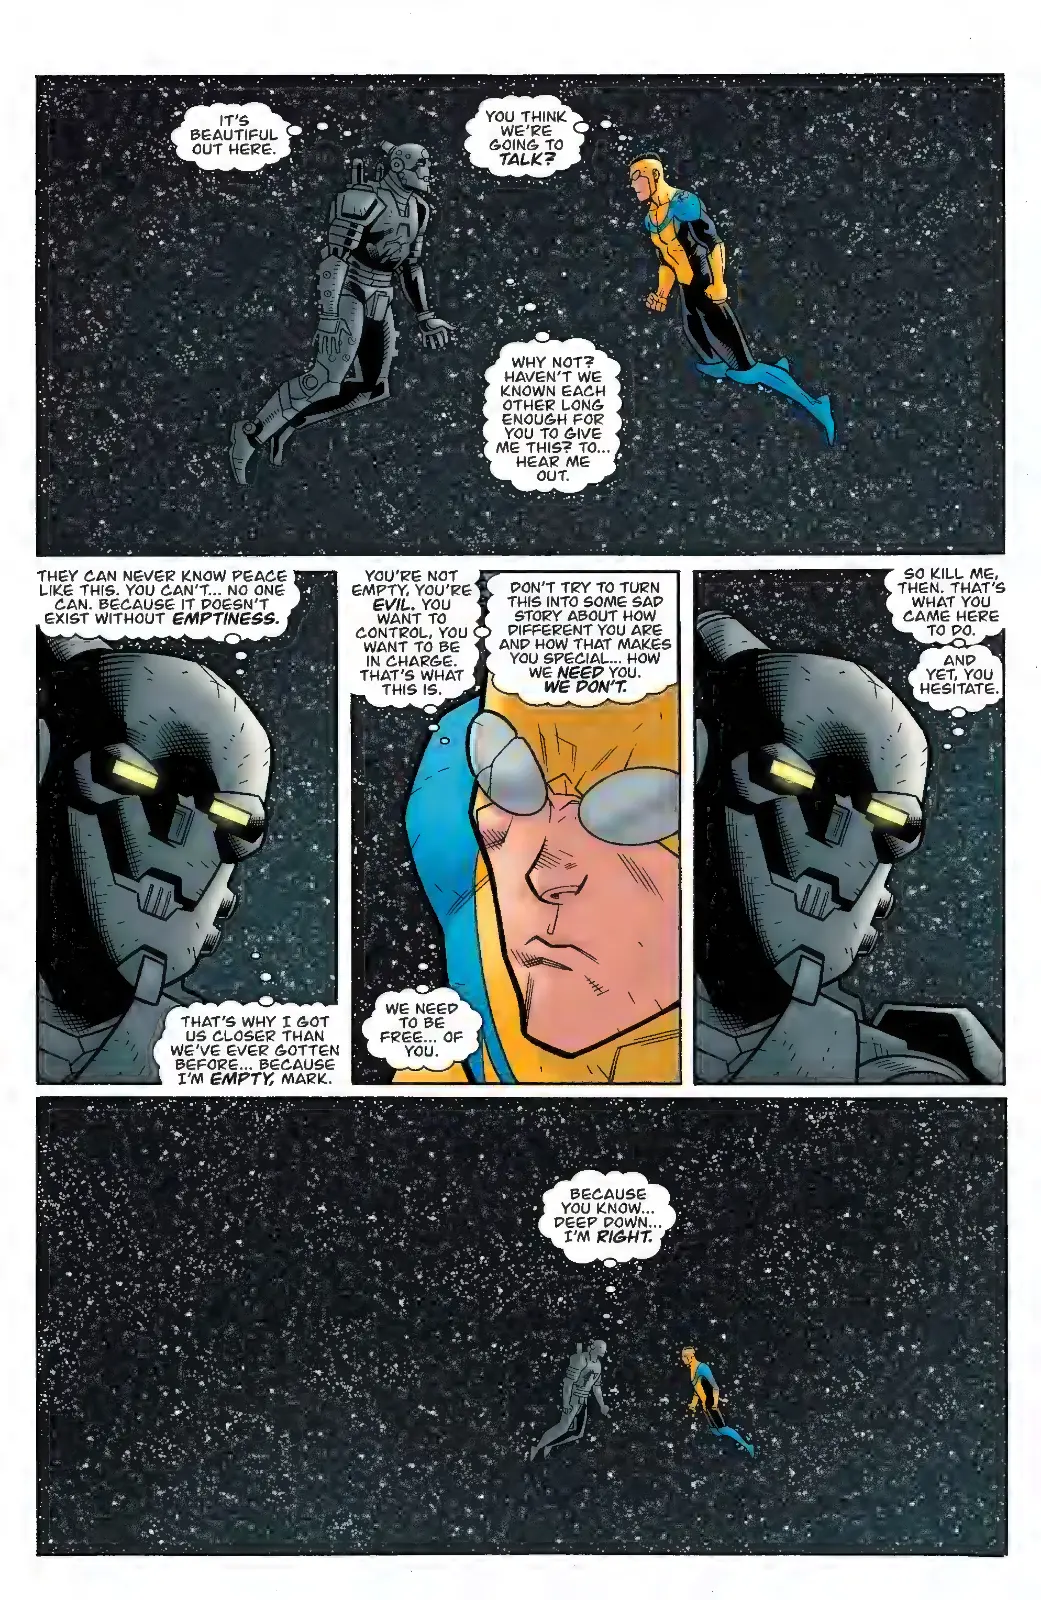 IT'S
BEAUTIFUL
OUT HERE.
YOU THINK
WE'RE
GOING TO
TALK?
WHY NOT?
HAVEN'T WE
KNOWN EACH
OTHER LONG
ENOUGH FOR
YOU TO GIVE
ME THIS? TO...
HEAR ME
OUT.
THEY CAN NEVER KNOW PEACE
LIKE THIS. YOU CAN'T... NO ONE
CAN. BECAUSE IT DOESN'T
EXIST WITHOUT EMPTINESS.
THAT'S WHY I GOT
US CLOSER THAN
WE'VE EVER GOTTEN
BEFORE... BECAUSE
I'M EMPTY, MARK.
YOU'RE NOT
EMPTY, YOU'RE
EVIL. YOU
WANT TO
CONTROL, YOU
WANT TO BE
IN CHARGE.
THAT'S WHAT
THIS IS.
DON'T TRY TO TURN
THIS INTO SOME SAD
STORY ABOUT HOW
DIFFERENT YOU ARE
AND HOW THAT MAKES
YOU SPECIAL... HOW
WE NEED YOU.
WE DON'T.
WE NEED
TO BE
FREE... OF
YOU.
SO KILL ME,
THEN. THAT'S
WHAT YOU
CAME HERE
TO DO.
AND
YET, YOU
HESITATE.
BECAUSE
YOU KNOW...
DEEP DOWN...
I'M RIGHT.